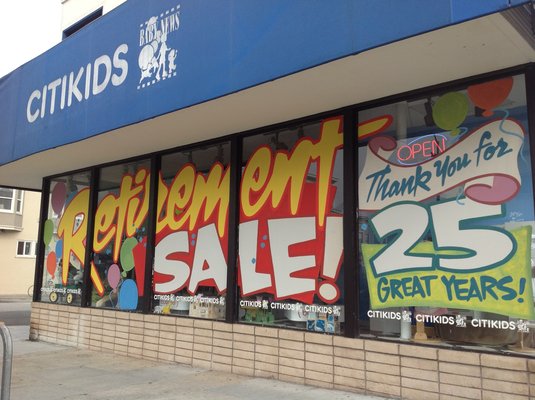 CITIKIDS
BABY NEWS
Retirement
SALE!
OPEN
Thank You for
25
GREAT YEARS!
CITIKIDS CITIKIDS CITIKIDS CITIKIDS CITIKIDS CITIKIDS CITIKIDS CITIKIDS CITIKIDS